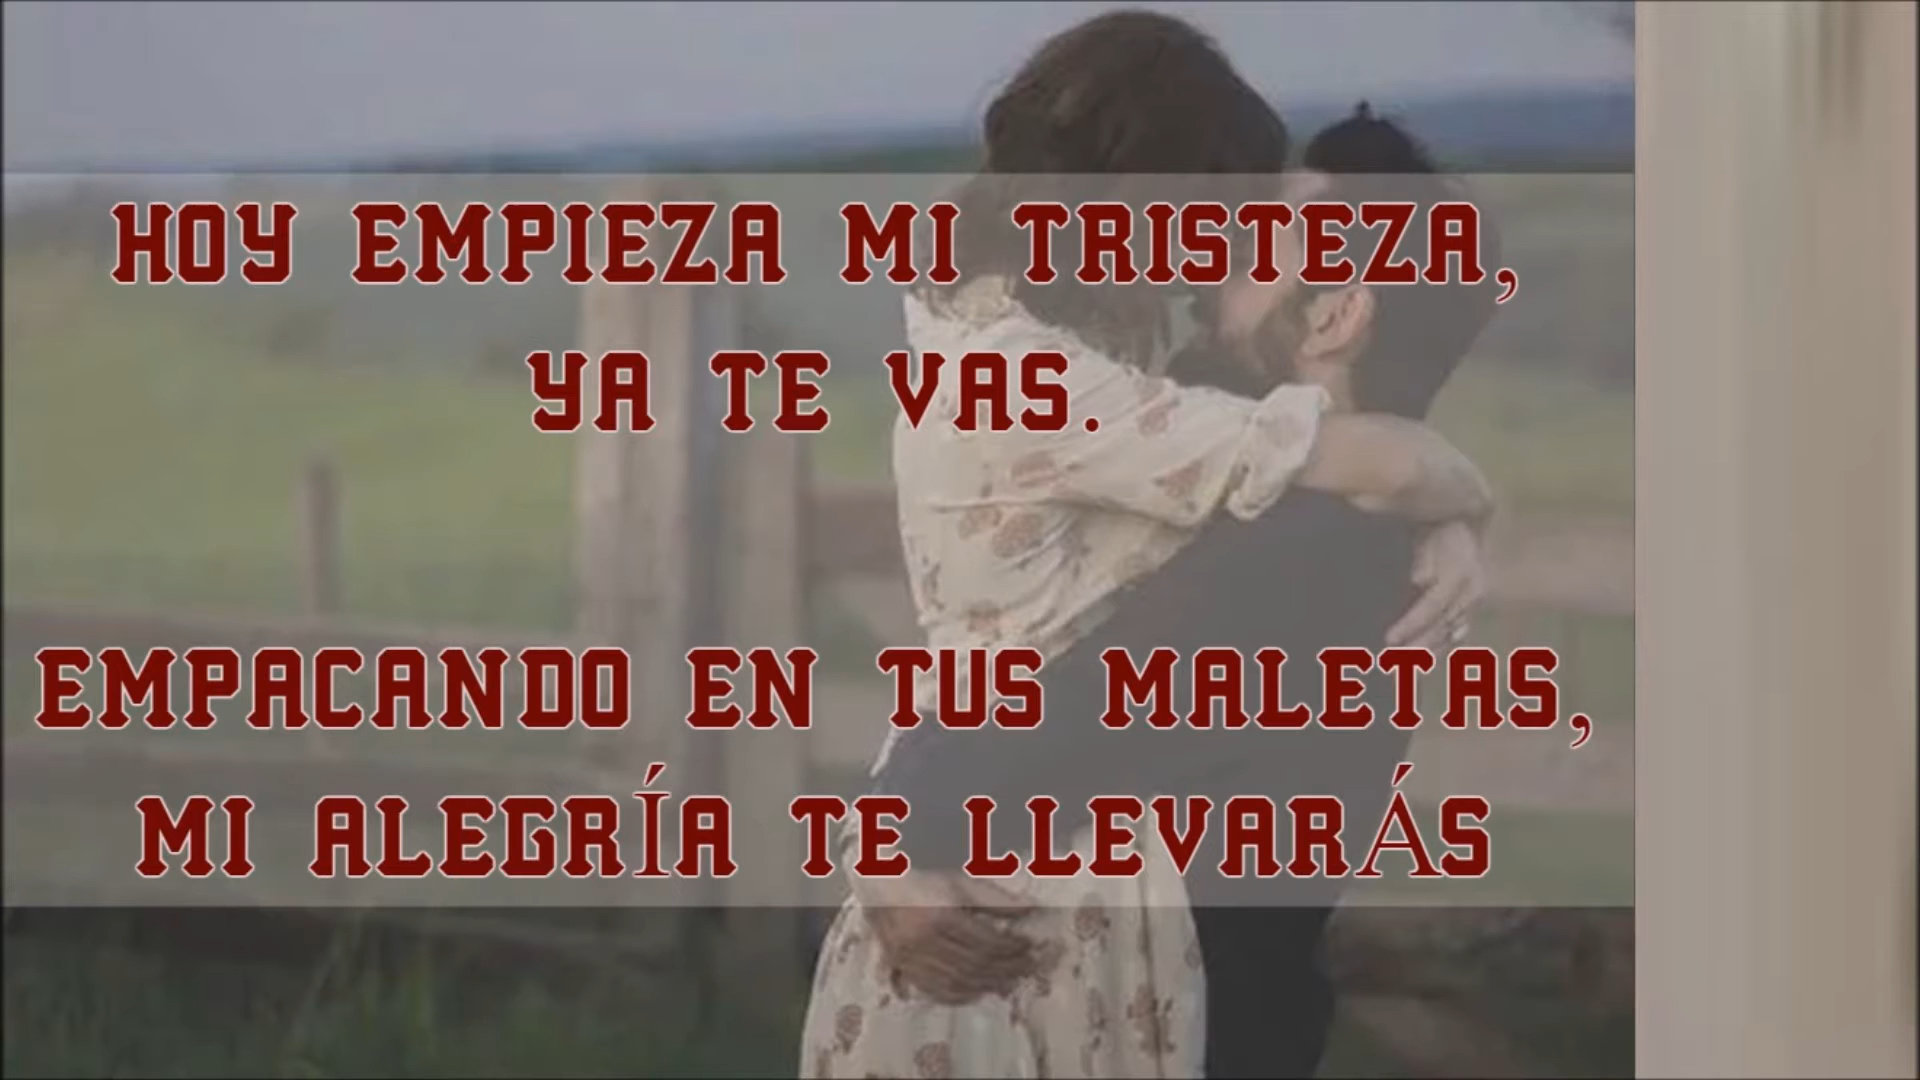 HOY EMPIEZA MI TRISTEZA,
YA TE VAS.
EMPACANDO EN TUS MALETAS,
MI ALEGRÍA TE LLEVARÁS